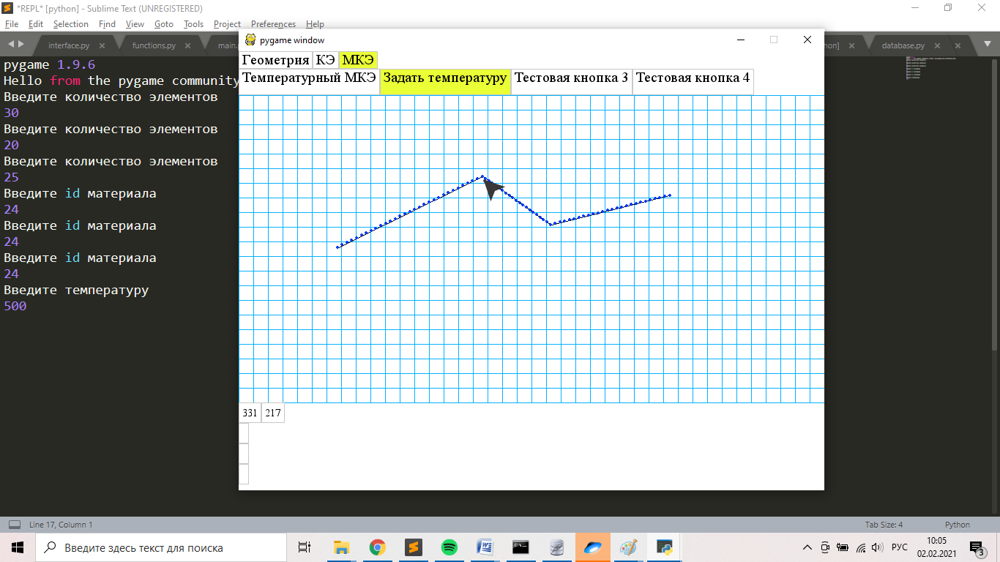 *REPL* [python] - Sublime Text (UNREGISTERED)
File Edit Selection Find View Goto Tools Project Preferences Help
interface.py functions.py main.p hon] database.py
pygame 1.9.6
Hello from the pygame community
Введите количество элементов
30
Введите количество элементов
20
Введите количество элементов
25
Введите id материала
24
Введите id материала
24
Введите id материала
24
Введите температуру
500
pygame window
Геометрия КЭ МКЭ
Температурный МКЭ Задать температуру Тестовая кнопка 3 Тестовая кнопка 4
331 217
Line 17, Column 1 Tab Size: 4 Python
Введите здесь текст для поиска
РУС
10:05
02.02.2021
3